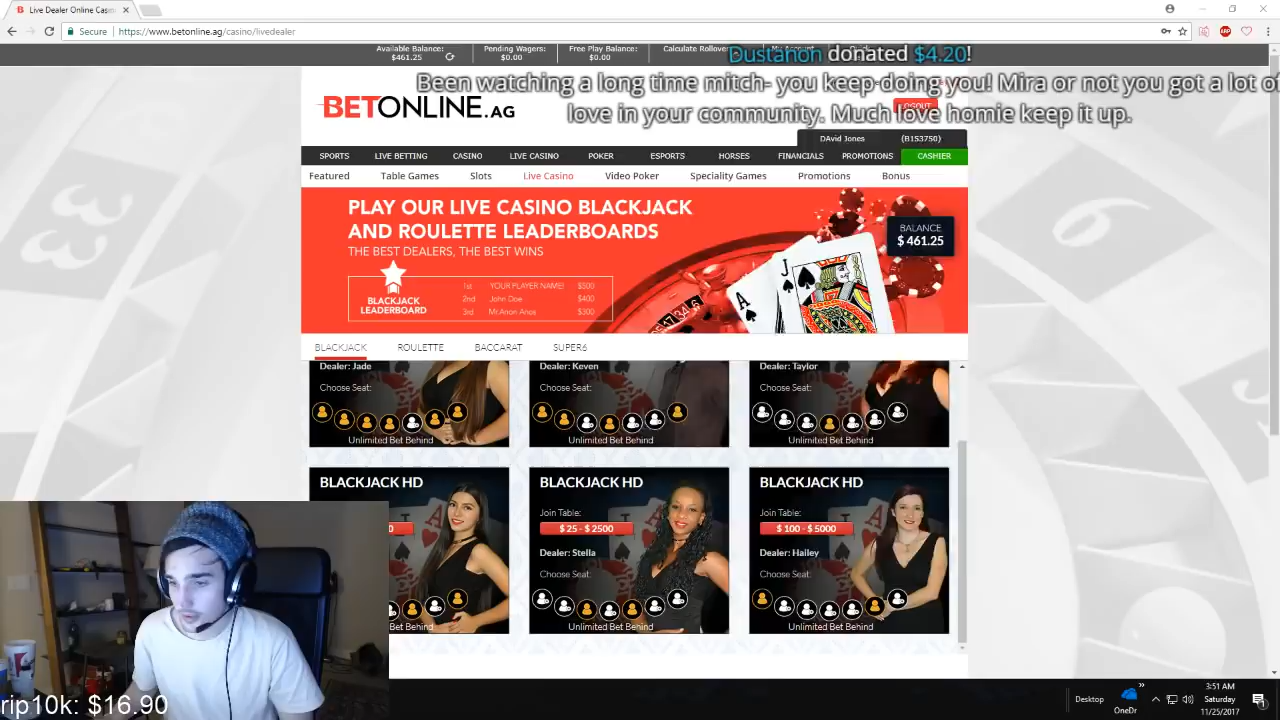 Live Dealer Online Casin
Secure | https://www.betonline.ag/casino/livedealer
Available Balance: Pending Wagers: Free Play Balance: Calculate Rollover
$461.25 $0.00 $0.00
Dustahon donated $4.20!
Been watching a long time mitch- you keep doing you! Mira or not you got a lot of
love in your community. Much love homie keep it up.
BETONLINE.AG
LOGOUT
DAvid Jones (B153750)
SPORTS LIVE BETTING CASINO LIVE CASINO POKER ESPORTS HORSES FINANCIALS PROMOTIONS CASHIER
Featured Table Games Slots Live Casino Video Poker Speciality Games Promotions Bonus
PLAY OUR LIVE CASINO BLACKJACK
AND ROULETTE LEADERBOARDS
THE BEST DEALERS, THE BEST WINS
BALANCE
$ 461.25
BLACKJACK
LEADERBOARD
1st YOUR PLAYER NAME! $500
2nd John Doe $400
3rd Mr.Anon Anos $300
BLACKJACK ROULETTE BACCARAT SUPER6
Dealer: Jade
Choose Seat:
Unlimited Bet Behind
Dealer: Keven
Choose Seat:
Unlimited Bet Behind
Dealer: Taylor
Choose Seat:
Unlimited Bet Behind
BLACKJACK HD
bet Behind
BLACKJACK HD
Join Table:
$ 25 - $ 2500
Dealer: Stella
Choose Seat:
Unlimited Bet Behind
BLACKJACK HD
Join Table:
$ 100 - $ 5000
Dealer: Hailey
Choose Seat:
Unlimited Bet Behind
rip10k: $16.90
Desktop
OneDr
3:51 AM
Saturday
11/25/2017